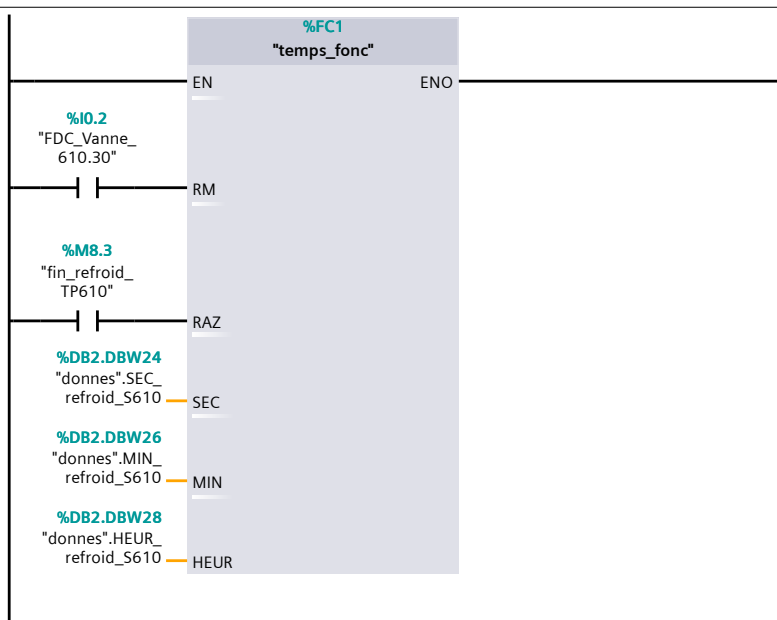 %FC1
"temps_fonc"
EN ENO
%I0.2
"FDC_Vanne_
610.30"
RM
%M8.3
"fin_refroid_
TP610"
RAZ
%DB2.DBW24
"donnes".SEC_
refroid_S610 SEC
%DB2.DBW26
"donnes".MIN_
refroid_S610 MIN
%DB2.DBW28
"donnes".HEUR_
refroid_S610 HEUR